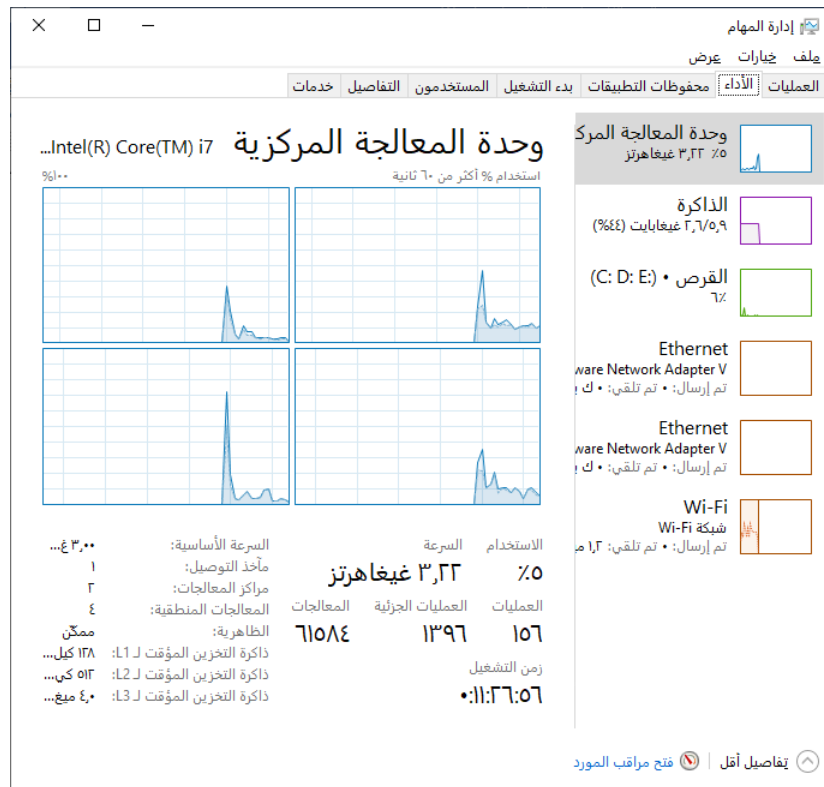 إدارة المهام
ملف خيارات عرض
العمليات الأداء محفوظات التطبيقات بدء التشغيل المستخدمون التفاصيل خدمات
وحدة المعالجة المرك
٥٪ ٣٫٢٢ غيغاهرتز
الذاكرة
٢٫٦/٥٫٩ غيغابايت (٤٤%)
القرص ٠ (C: D: E:)
٦٪
Ethernet
ware Network Adapter V
تم إرسال: ٠ تم تلقي: ٠ ك ب
Ethernet
ware Network Adapter V
تم إرسال: ٠ تم تلقي: ٠ ك ب
Wi-Fi
شبكة Wi-Fi
تم إرسال: ٠ تم تلقي: ١٫٢ م
وحدة المعالجة المركزية Intel(R) Core(TM) i7...
استخدام % أكثر من ٦٠ ثانية ١٠٠%
الاستخدام السرعة
٥٪ ٣٫٢٢ غيغاهرتز
العمليات العمليات الجزئية المعالجات
١٥٦ ١٣٩٦ ٦١٥٨٤
زمن التشغيل
٠:١١:٢٦:٥٦
السرعة الأساسية: ٣٫٠٠ غ...
مآخذ التوصيل: ١
مراكز المعالجات: ٢
المعالجات المنطقية: ٤
الظاهرية: ممكّن
ذاكرة التخزين المؤقت لـ L1: ١٢٨ كيل...
ذاكرة التخزين المؤقت لـ L2: ٥١٢ كي...
ذاكرة التخزين المؤقت لـ L3: ٤٫٠ ميغ...
تفاصيل أقل فتح مراقب المورد